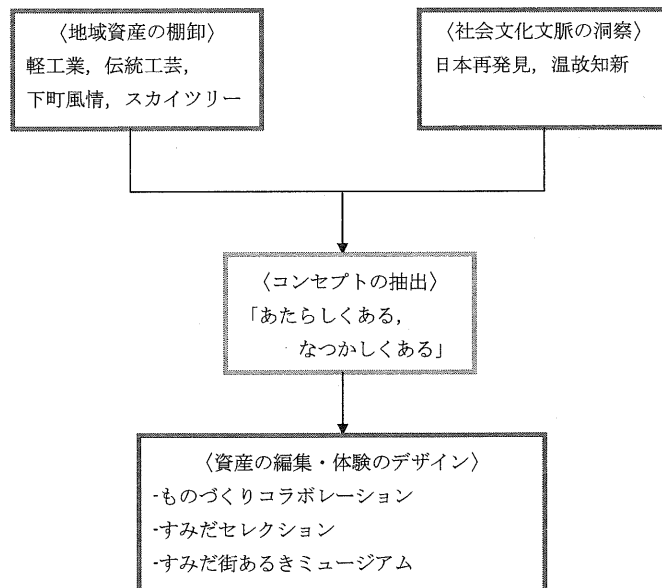 〈地域資産の棚卸〉
軽工業，伝統工芸，
下町風情，スカイツリー
〈社会文化文脈の洞察〉
日本再発見，温故知新
〈コンセプトの抽出〉
「あたらしくある，
なつかしくある」
〈資産の編集・体験のデザイン〉
-ものづくりコラボレーション
-すみだセレクション
-すみだ街あるきミュージアム